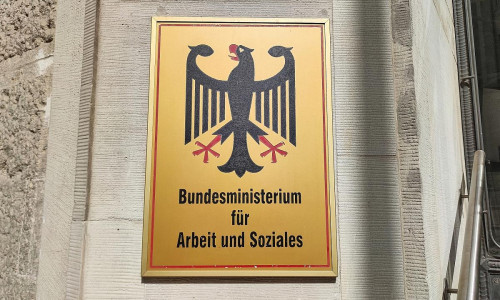 Bundesministerium
für
Arbeit und Soziales